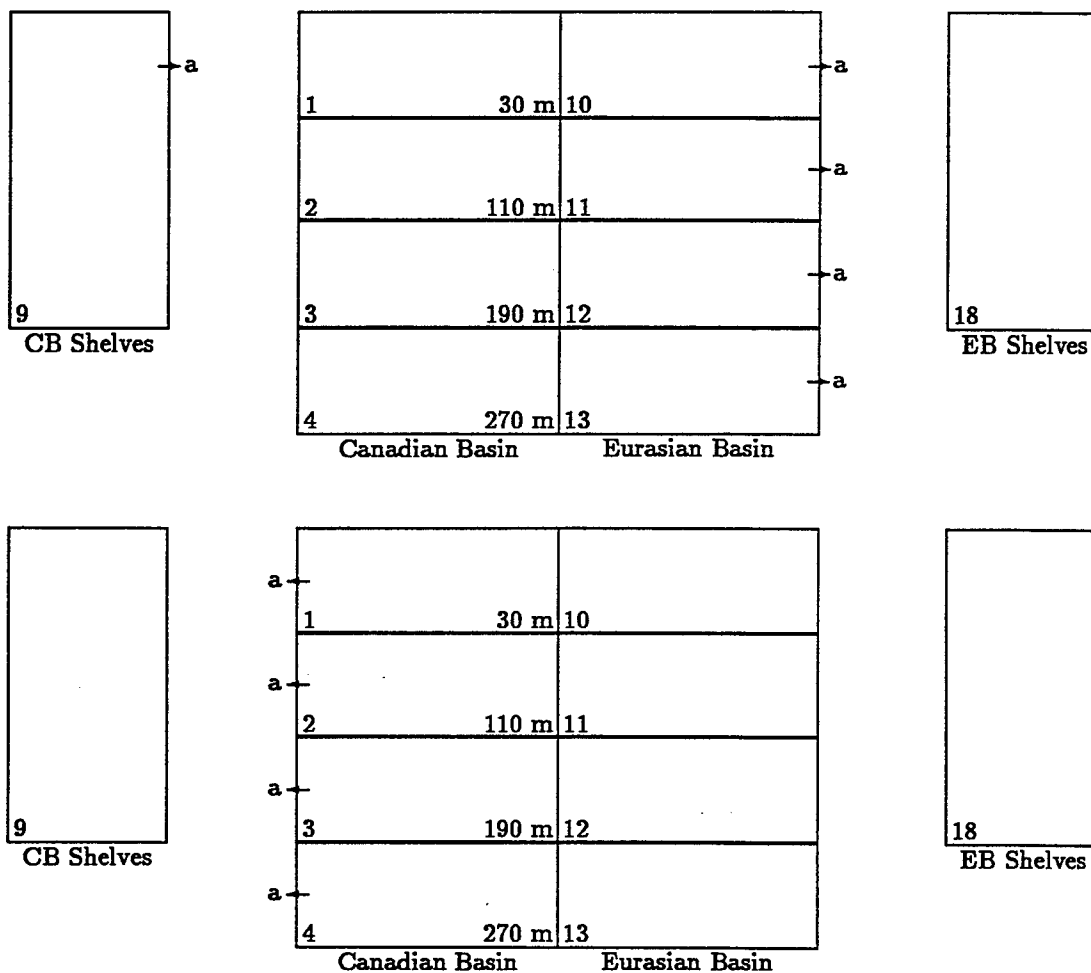 a a
1 30 m 10
a
2 110 m 11
a
9 3 190 m 12 18
CB Shelves EB Shelves
a
4 270 m 13
Canadian Basin Eurasian Basin
a
1 30 m 10
a
2 110 m 11
a
9 3 190 m 12 18
CB Shelves EB Shelves
a
4 270 m 13
Canadian Basin Eurasian Basin